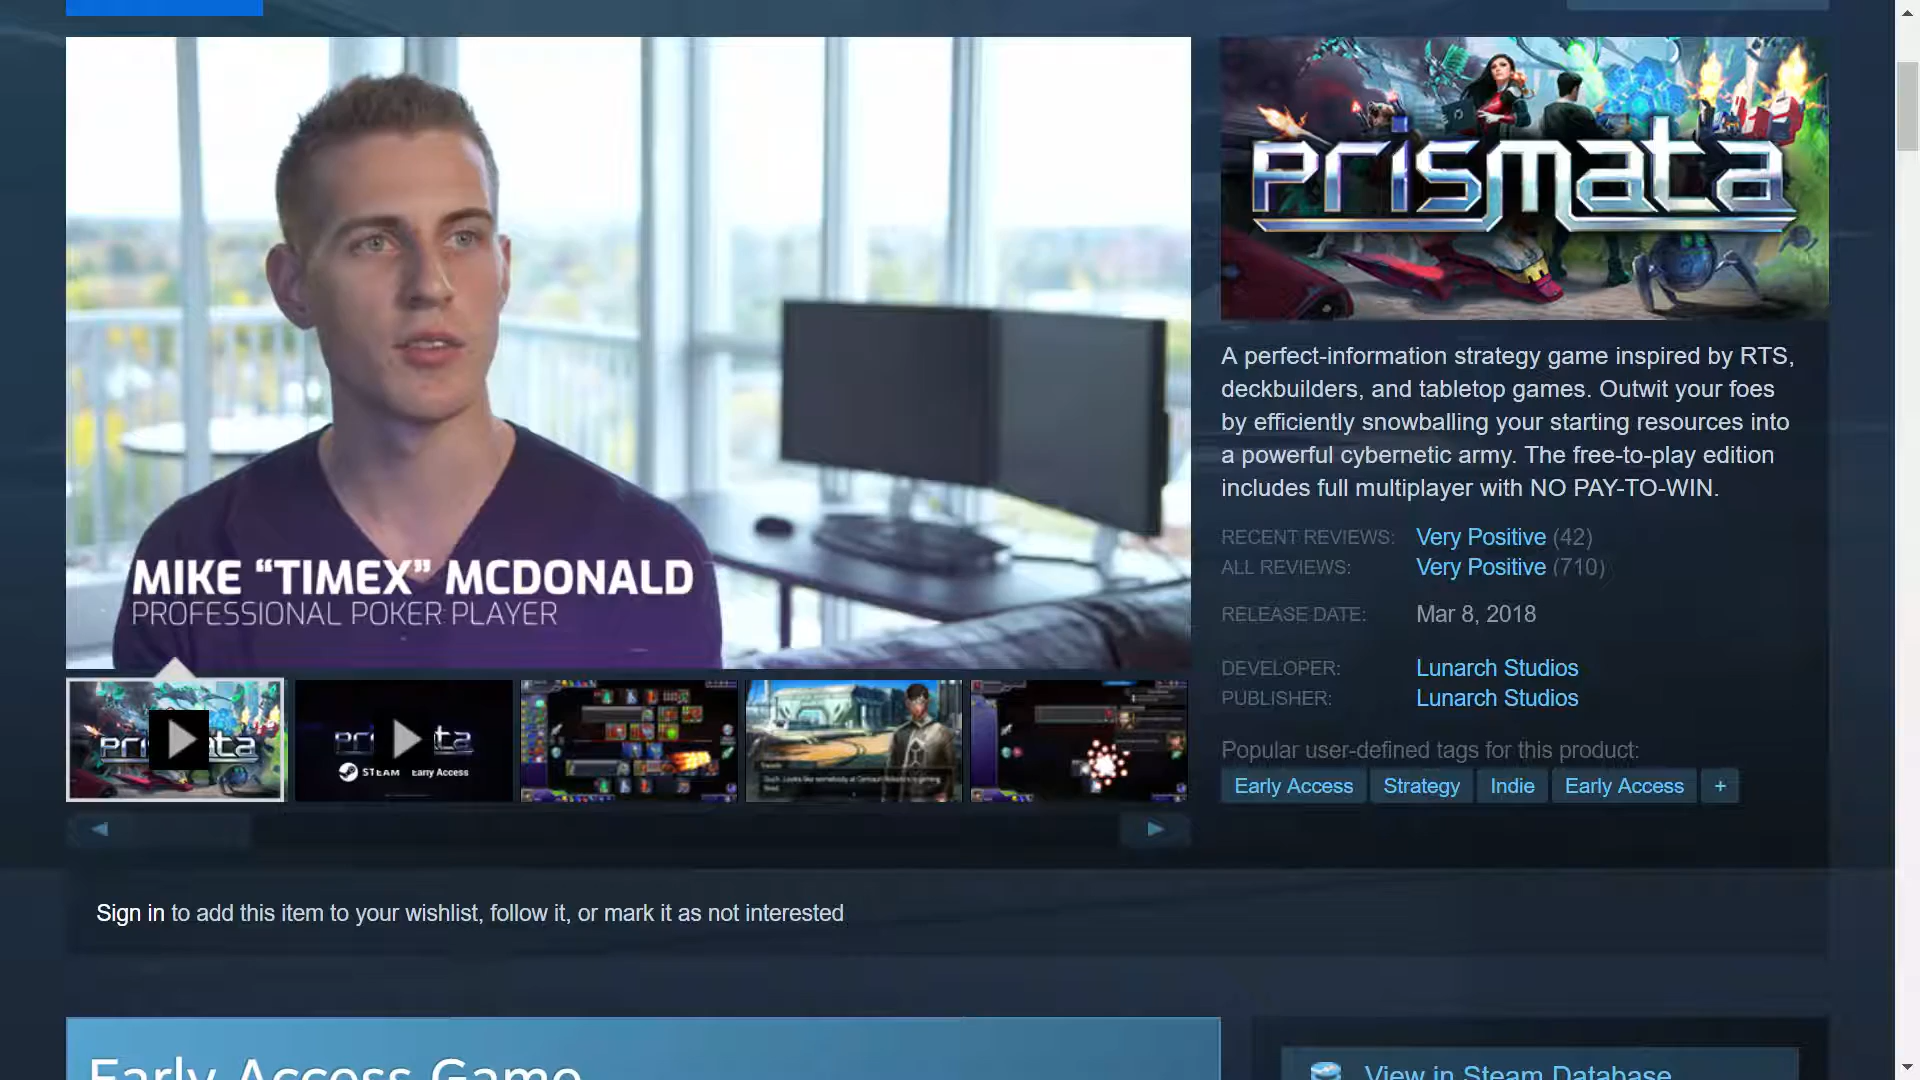 prismata
A perfect-information strategy game inspired by RTS,
deckbuilders, and tabletop games. Outwit your foes
by efficiently snowballing your starting resources into
a powerful cybernetic army. The free-to-play edition
includes full multiplayer with NO PAY-TO-WIN.
RECENT REVIEWS: Very Positive (42)
ALL REVIEWS: Very Positive (710)
RELEASE DATE: Mar 8, 2018
DEVELOPER: Lunarch Studios
PUBLISHER: Lunarch Studios
Popular user-defined tags for this product:
Early Access Strategy Indie Early Access +
MIKE “TIMEX” MCDONALD
PROFESSIONAL POKER PLAYER
STEAM Early Access
Sign in to add this item to your wishlist, follow it, or mark it as not interested
Early Access Game
View in Steam Database